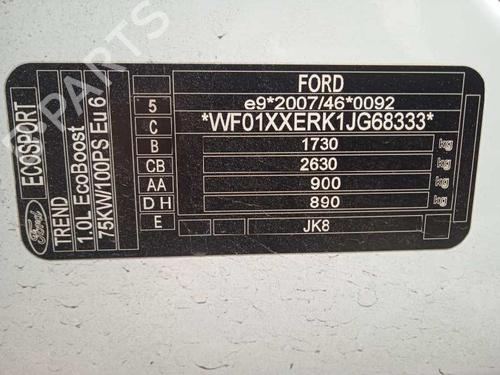 ECOSPORT
TREND
1.0L EcoBoost
75KW/100PS Eu 6
Ford
FORD
5 e9*2007/46*0092
C *WF01XXERK1JG68333*
B 1730 kg
CB 2630 kg
AA 900 kg
D H 890 kg
E JK8